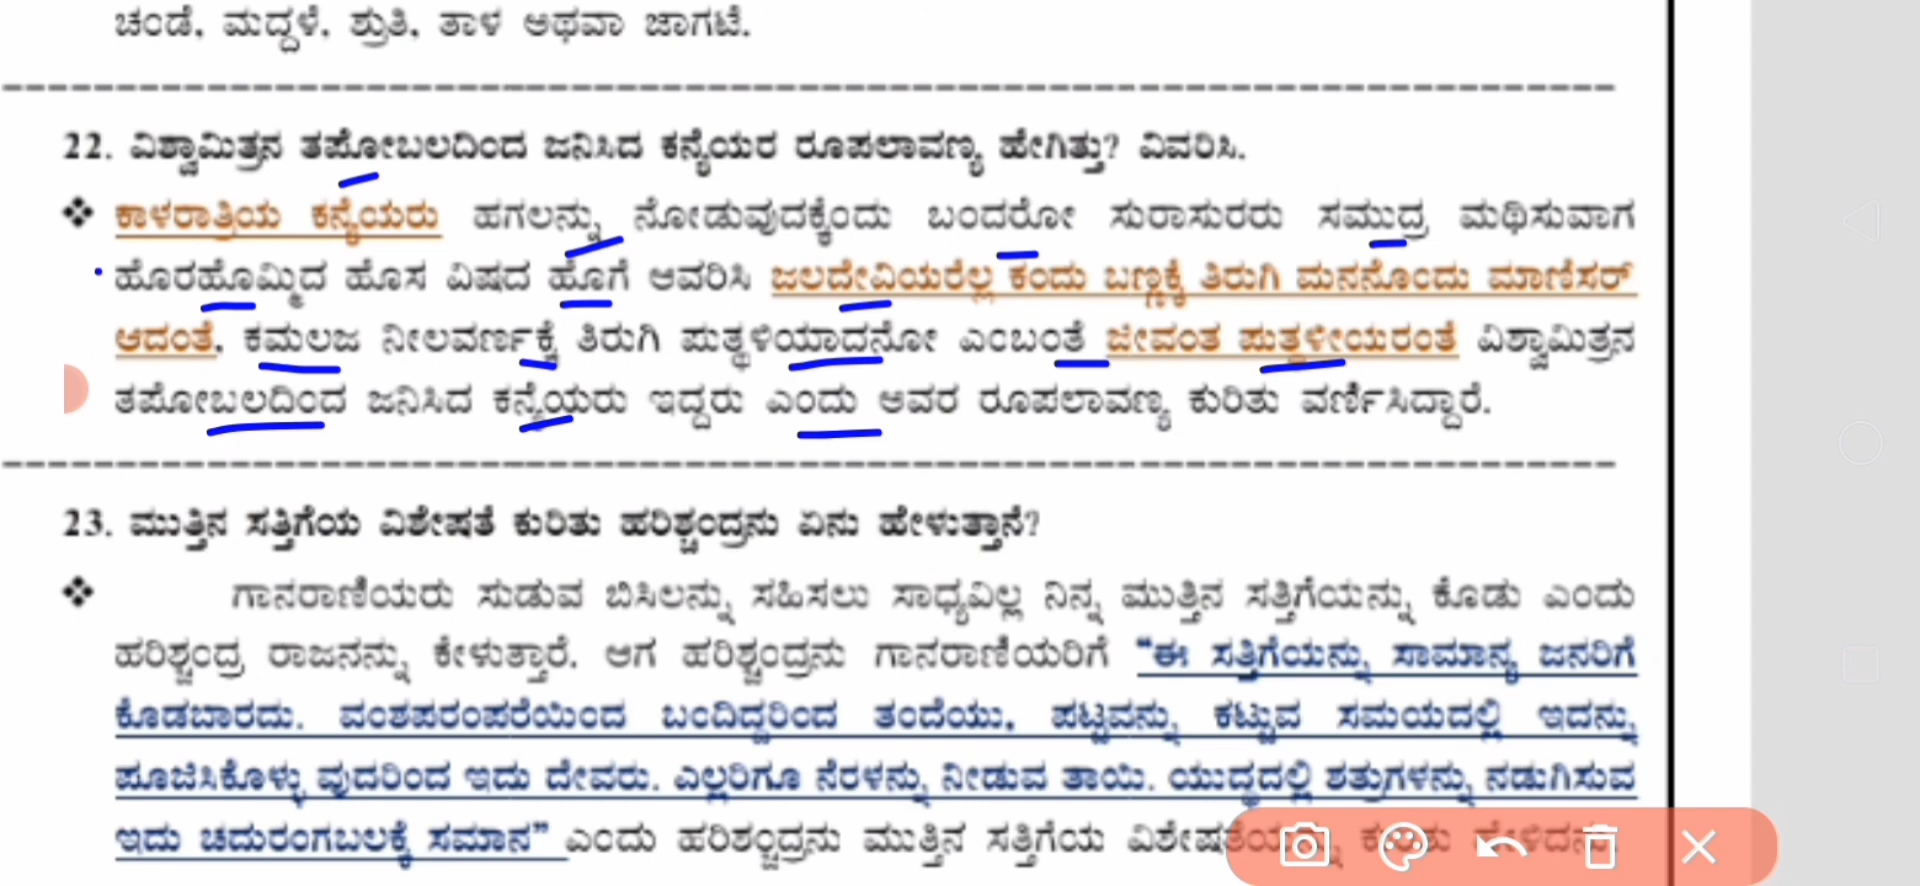 ಚಂಡೆ, ಮದ್ದಳೆ, ಶ್ರುತಿ, ತಾಳ ಅಥವಾ ಜಾಗಟೆ.
22. ವಿಶ್ವಾಮಿತ್ರನ ತಪೋಬಲದಿಂದ ಜನಿಸಿದ ಕನ್ಯೆಯರ ರೂಪಲಾವಣ್ಯ ಹೇಗಿತ್ತು? ವಿವರಿಸಿ.
❖ ಕಾಳರಾತ್ರಿಯ ಕನ್ಯೆಯರು ಹಗಲನ್ನು ನೋಡುವುದಕ್ಕೆಂದು ಬಂದರೋ ಸುರಾಸುರರು ಸಮುದ್ರ ಮಥಿಸುವಾಗ
ಹೊರಹೊಮ್ಮಿದ ಹೊಸ ವಿಷದ ಹೊಗೆ ಆವರಿಸಿ ಜಲದೇವಿಯರೆಲ್ಲ ಕಂದು ಬಣ್ಣಕ್ಕೆ ತಿರುಗಿ ಮನನೊಂದು ಮಾಣಿಸರ್
ಆದಂತೆ, ಕಮಲಜ ನೀಲವರ್ಣಕ್ಕೆ ತಿರುಗಿ ಪುತ್ಥಳಿಯಾದನೋ ಎಂಬಂತೆ ಜೀವಂತ ಪುತ್ಥಳೀಯರಂತೆ ವಿಶ್ವಾಮಿತ್ರನ
ತಪೋಬಲದಿಂದ ಜನಿಸಿದ ಕನ್ಯೆಯರು ಇದ್ದರು ಎಂದು ಅವರ ರೂಪಲಾವಣ್ಯ ಕುರಿತು ವರ್ಣಿಸಿದ್ದಾರೆ.
23. ಮುತ್ತಿನ ಸತ್ತಿಗೆಯ ವಿಶೇಷತೆ ಕುರಿತು ಹರಿಶ್ಚಂದ್ರನು ಏನು ಹೇಳುತ್ತಾನೆ?
❖ ಗಾನರಾಣಿಯರು ಸುಡುವ ಬಿಸಿಲನ್ನು ಸಹಿಸಲು ಸಾಧ್ಯವಿಲ್ಲ ನಿನ್ನ ಮುತ್ತಿನ ಸತ್ತಿಗೆಯನ್ನು ಕೊಡು ಎಂದು
ಹರಿಶ್ಚಂದ್ರ ರಾಜನನ್ನು ಕೇಳುತ್ತಾರೆ. ಆಗ ಹರಿಶ್ಚಂದ್ರನು ಗಾನರಾಣಿಯರಿಗೆ "ಈ ಸತ್ತಿಗೆಯನ್ನು ಸಾಮಾನ್ಯ ಜನರಿಗೆ
ಕೊಡಬಾರದು. ವಂಶಪರಂಪರೆಯಿಂದ ಬಂದಿದ್ದರಿಂದ ತಂದೆಯು, ಪಟ್ಟವನ್ನು ಕಟ್ಟುವ ಸಮಯದಲ್ಲಿ ಇದನ್ನು
ಪೂಜಿಸಿಕೊಳ್ಳು ವುದರಿಂದ ಇದು ದೇವರು. ಎಲ್ಲರಿಗೂ ನೆರಳನ್ನು ನೀಡುವ ತಾಯಿ. ಯುದ್ಧದಲ್ಲಿ ಶತ್ರುಗಳನ್ನು ನಡುಗಿಸುವ
ಇದು ಚದುರಂಗಬಲಕ್ಕೆ ಸಮಾನ" ಎಂದು ಹರಿಶ್ಚಂದ್ರನು ಮುತ್ತಿನ ಸತ್ತಿಗೆಯ ವಿಶೇಷತೆಯನ್ನು ಕುರಿತು ಹೇಳಿದನು.